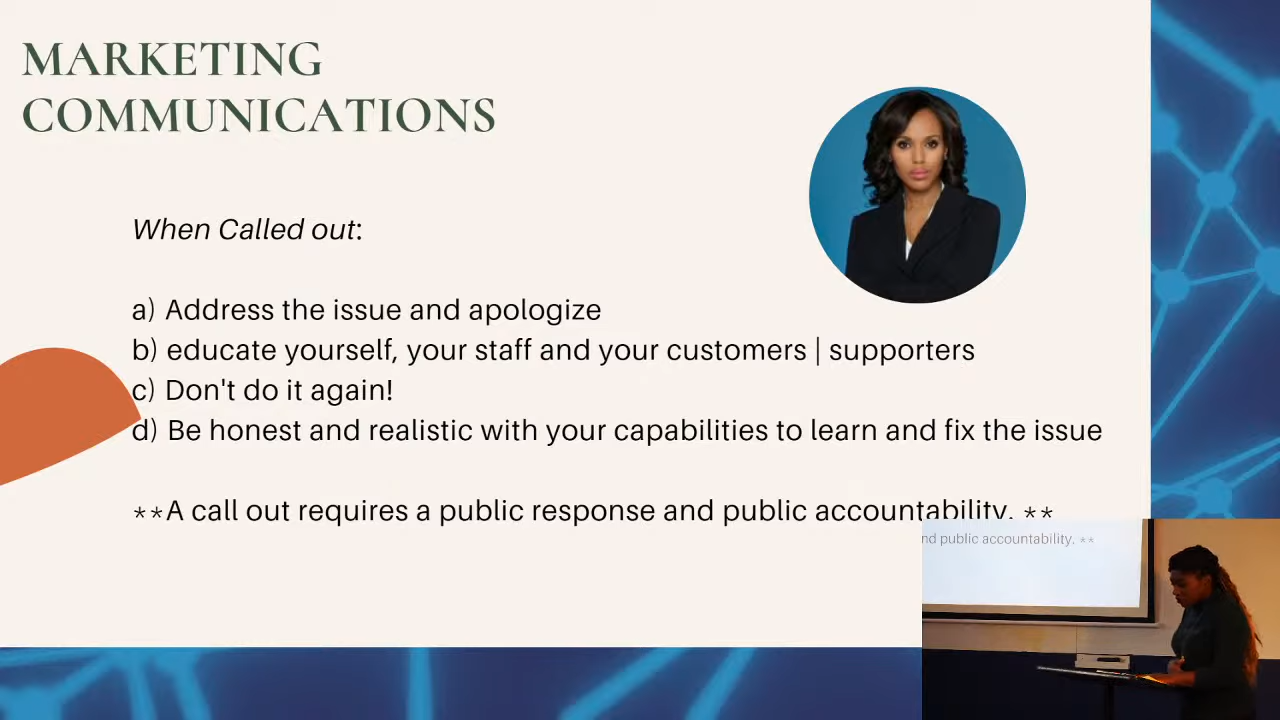 MARKETING
COMMUNICATIONS
When Called out:
a) Address the issue and apologize
b) educate yourself, your staff and your customers | supporters
c) Don't do it again!
d) Be honest and realistic with your capabilities to learn and fix the issue
**A call out requires a public response and public accountability. **
nd public accountability. **